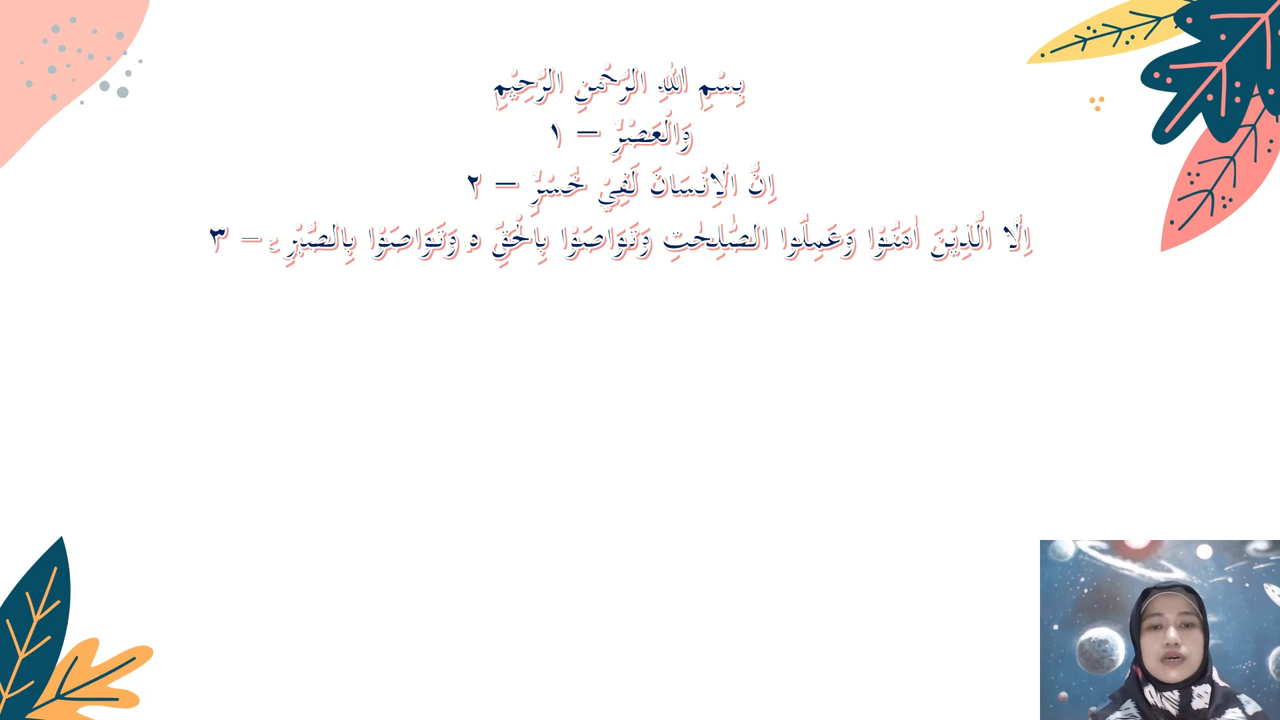 بِسْمِ اللّٰهِ الرَّحْمٰنِ الرَّحِيْمِ
وَالْعَصْرِۙ – ١
اِنَّ الْاِنْسَانَ لَفِيْ خُسْرٍۙ – ٢
اِلَّا الَّذِيْنَ اٰمَنُوْا وَعَمِلُوا الصّٰلِحٰتِ وَتَوَاصَوْا بِالْحَقِّ ەۙ وَتَوَاصَوْا بِالصَّبْرِ ࣖ – ٣